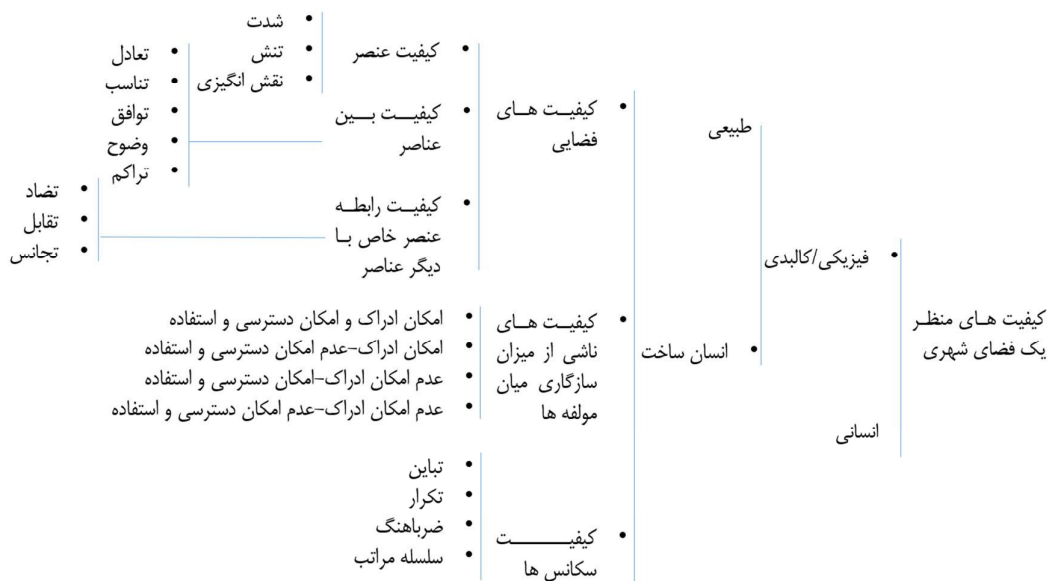 کیفیت های منظر
یک فضای شهری
• فیزیکی/کالبدی
انسانی
طبیعی
• انسان ساخت
• کیفیت های
فضایی
• کیفیت عنصر
• شدت
• تنش
• نقش انگیزی
• کیفیت بین
عناصر
• تعادل
• تناسب
• توافق
• وضوح
• تراکم
• کیفیت رابطه
عنصر خاص با
دیگر عناصر
• تضاد
• تقابل
• تجانس
• کیفیت های
ناشی از میزان
سازگاری میان
مولفه ها
• امکان ادراک و امکان دسترسی و استفاده
• امکان ادراک-عدم امکان دسترسی و استفاده
• عدم امکان ادراک-امکان دسترسی و استفاده
• عدم امکان ادراک-عدم امکان دسترسی و استفاده
• کیفیت
سکانس ها
• تباین
• تکرار
• ضرباهنگ
• سلسله مراتب